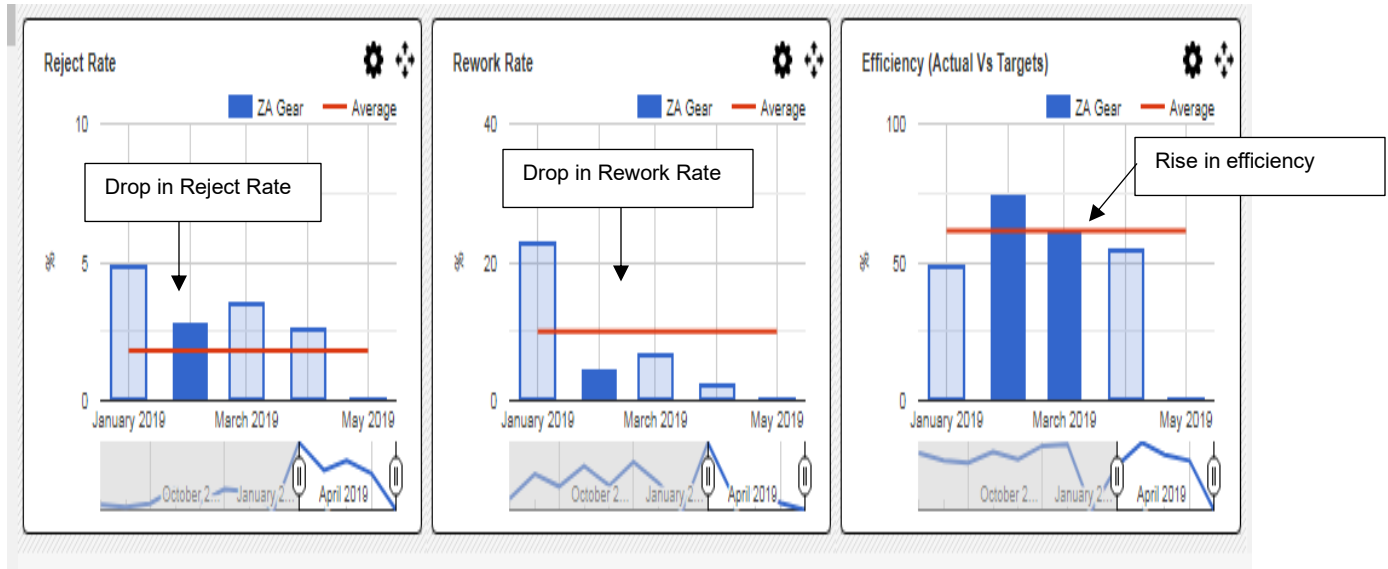 Reject Rate
ZA Gear Average
10
Drop in Reject Rate
%
5
0
January 2019 March 2019 May 2019
October 2... January 2... April 2019
Rework Rate
ZA Gear Average
40
Drop in Rework Rate
%
20
0
January 2019 March 2019 May 2019
October 2... January 2... April 2019
Efficiency (Actual Vs Targets)
ZA Gear Average
100
Rise in efficiency
%
50
0
January 2019 March 2019 May 2019
October 2... January 2... April 2019